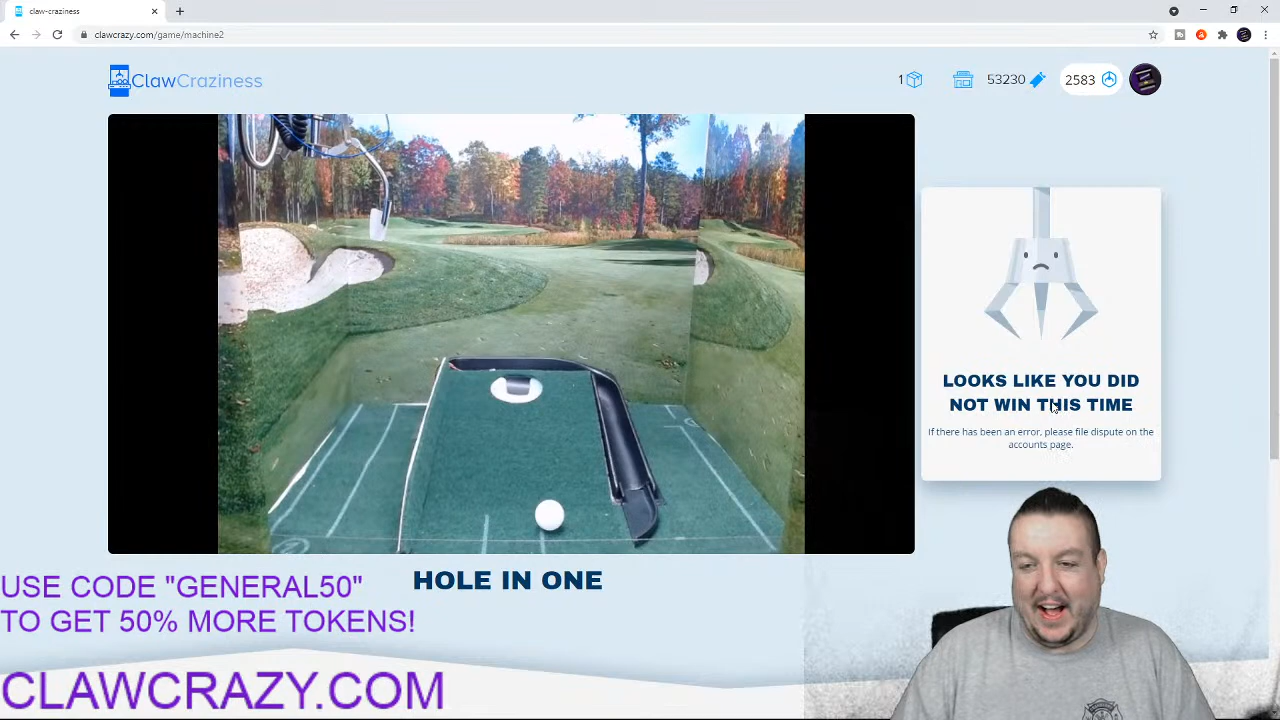 claw-craziness
clawcrazy.com/game/machine2
ClawCraziness
1
53230
2583
LOOKS LIKE YOU DID
NOT WIN THIS TIME
If there has been an error, please file dispute on the
accounts page.
HOLE IN ONE
USE CODE "GENERAL50"
TO GET 50% MORE TOKENS!
CLAWCRAZY.COM